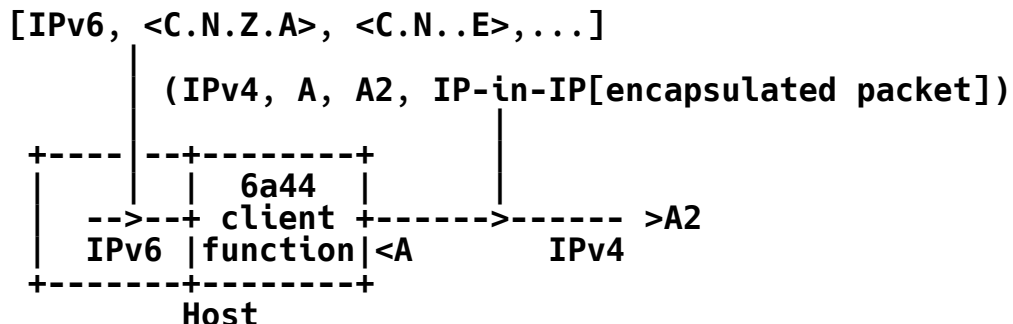 [IPv6, <C.N.Z.A>, <C.N..E>,...]
(IPv4, A, A2, IP-in-IP[encapsulated packet])
6a44
-->--+ client +------>------ >A2
IPv6 |function|<A IPv4
Host